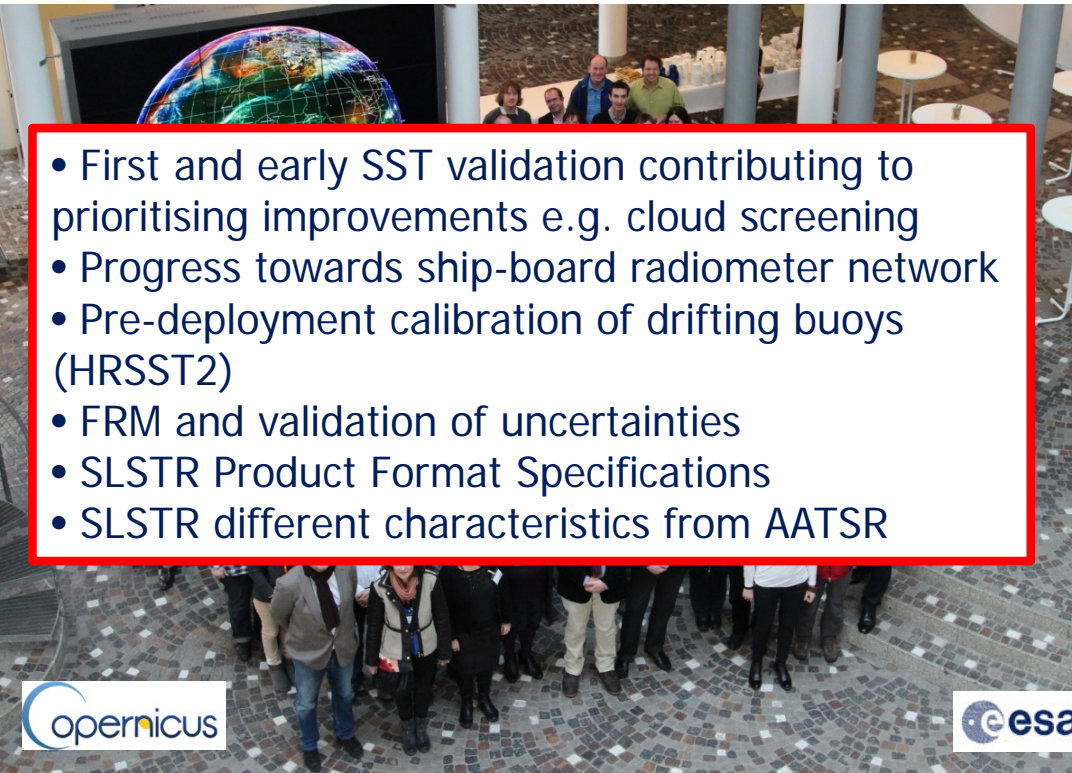 • First and early SST validation contributing to
prioritising improvements e.g. cloud screening
• Progress towards ship-board radiometer network
• Pre-deployment calibration of drifting buoys
(HRSST2)
• FRM and validation of uncertainties
• SLSTR Product Format Specifications
• SLSTR different characteristics from AATSR
opernicus
esa